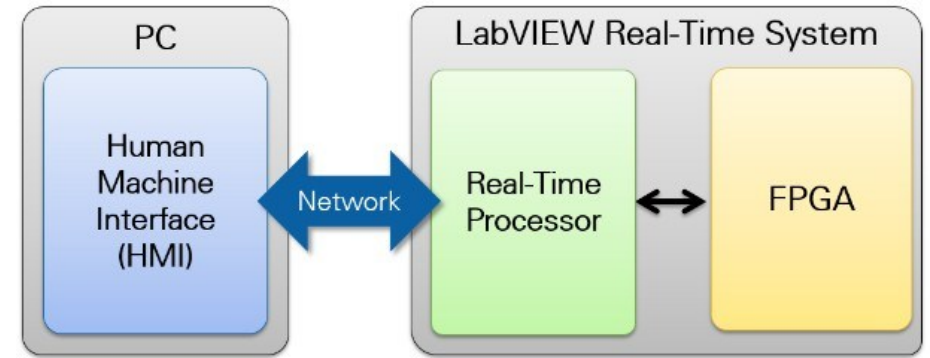 PC
Human
Machine
Interface
(HMI)
Network
LabVIEW Real-Time System
Real-Time
Processor
FPGA